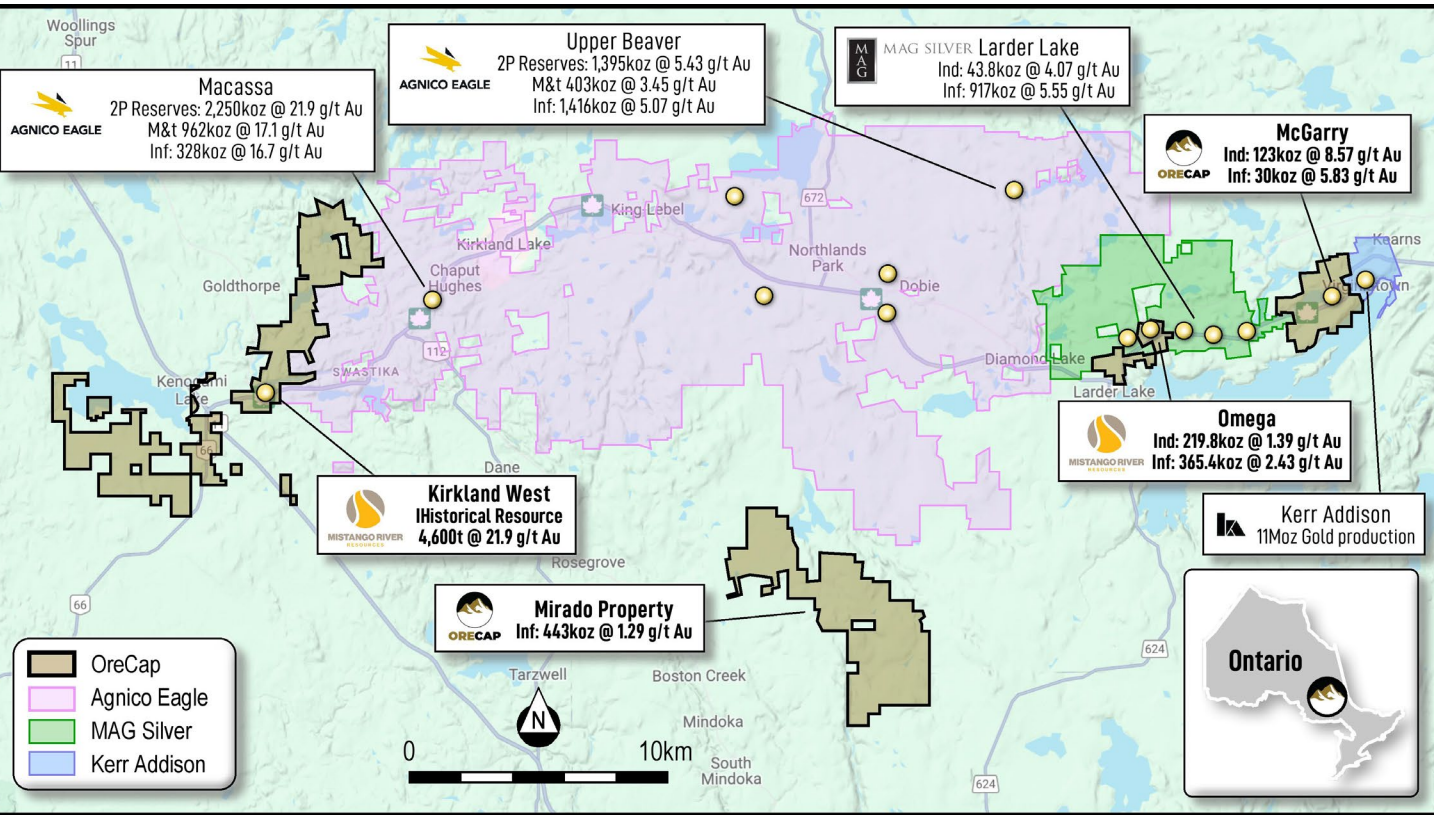 Woollings
Spur
11
AGNICO EAGLE
Macassa
2P Reserves: 2,250koz @ 21.9 g/t Au
M&t 962koz @ 17.1 g/t Au
Inf: 328koz @ 16.7 g/t Au
AGNICO EAGLE
Upper Beaver
2P Reserves: 1,395koz @ 5.43 g/t Au
M&t 403koz @ 3.45 g/t Au
Inf: 1,416koz @ 5.07 g/t Au
MAG
MAG SILVER Larder Lake
Ind: 43.8koz @ 4.07 g/t Au
Inf: 917koz @ 5.55 g/t Au
ORECAP
McGarry
Ind: 123koz @ 8.57 g/t Au
Inf: 30koz @ 5.83 g/t Au
King Lebel
672
Kirkland Lake
Kearns
Northlands
Park
Chaput
Hughes
Goldthorpe
Dobie
112
SWASTIKA
Diamond Lake
Larder Lake
Kenogami
Lake
66
Dane
MISTANGO RIVER
RESOURCES
Kirkland West
IHistorical Resource
4,600t @ 21.9 g/t Au
MISTANGO RIVER
RESOURCES
Omega
Ind: 219.8koz @ 1.39 g/t Au
Inf: 365.4koz @ 2.43 g/t Au
Kerr Addison
11Moz Gold production
Rosegrove
66
ORECAP
Mirado Property
Inf: 443koz @ 1.29 g/t Au
Tarzwell
Boston Creek
624
Mindoka
South
Mindoka
624
N
0 10km
OreCap
Agnico Eagle
MAG Silver
Kerr Addison
Ontario